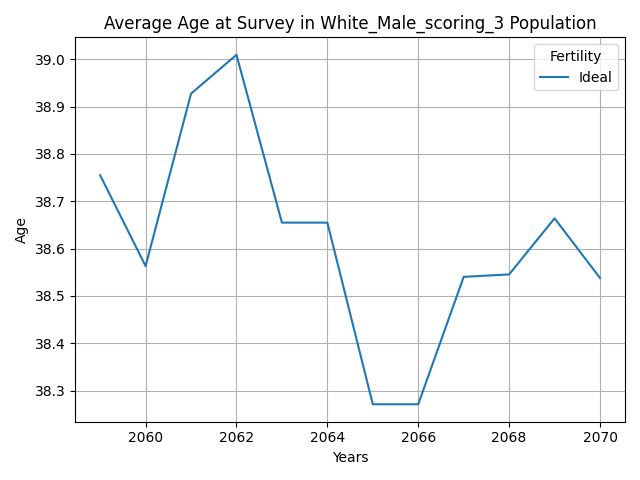 Average Age at Survey in White_Male_scoring_3 Population
Fertility
Ideal
39.0
38.9
38.8
38.7
38.6
38.5
38.4
38.3
Age
2060 2062 2064 2066 2068 2070
Years